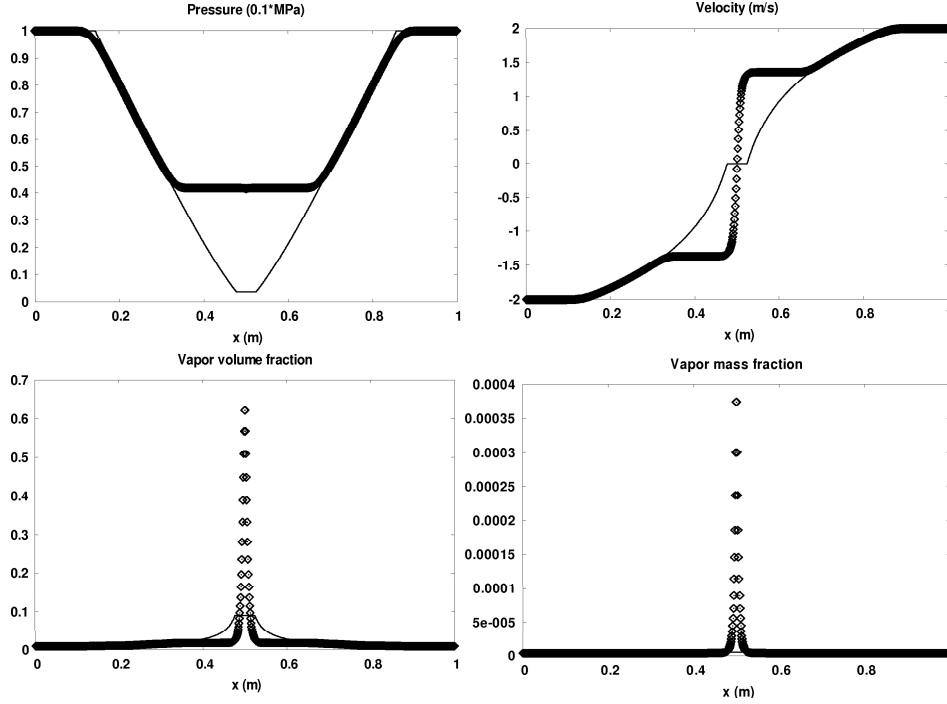 Pressure (0.1*MPa)
1
0.9
0.8
0.7
0.6
0.5
0.4
0.3
0.2
0.1
0
0 0.2 0.4 0.6 0.8 1
x (m)
Velocity (m/s)
2
1.5
1
0.5
0
-0.5
-1
-1.5
-2
0 0.2 0.4 0.6 0.8
x (m)
Vapor volume fraction
0.7
0.6
0.5
0.4
0.3
0.2
0.1
0
0 0.2 0.4 0.6 0.8 1
x (m)
Vapor mass fraction
0.0004
0.00035
0.0003
0.00025
0.0002
0.00015
0.0001
5e-005
0
0 0.2 0.4 0.6 0.8
x (m)